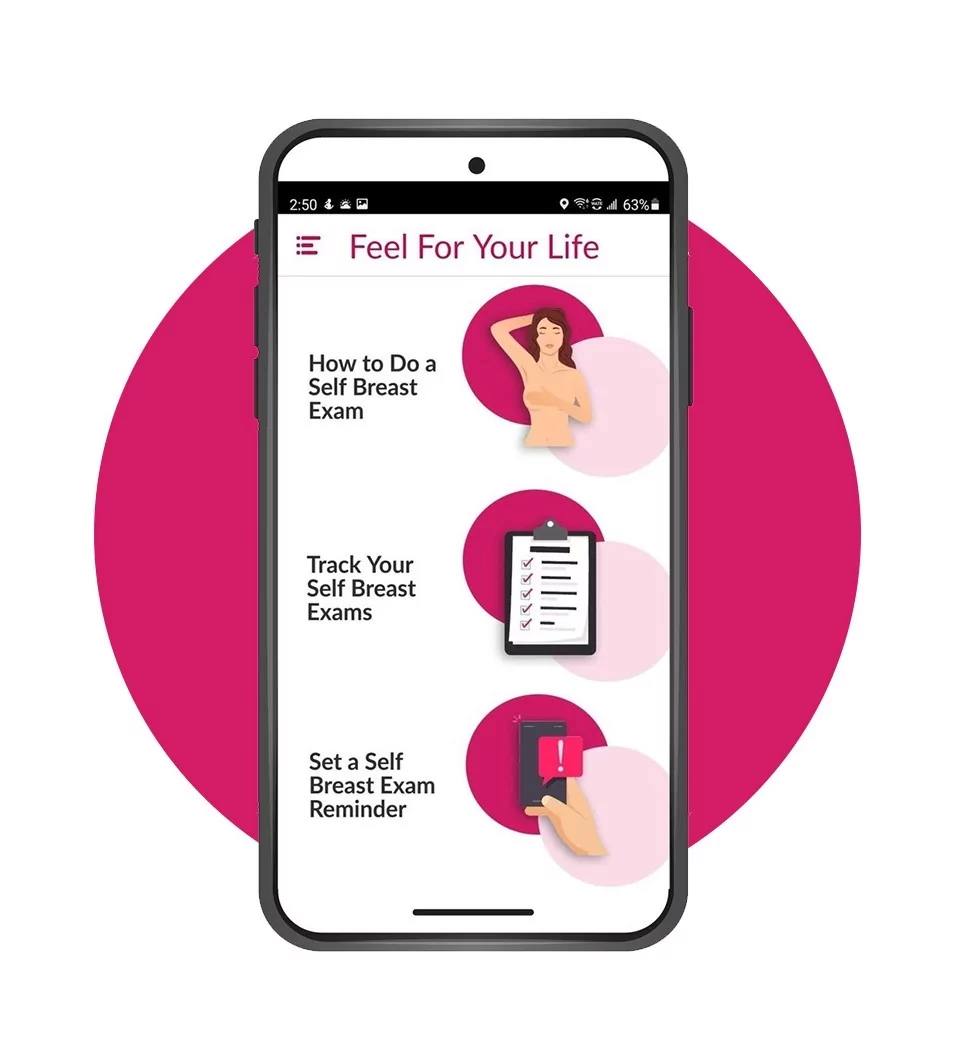 2:50 63%
Feel For Your Life
How to Do a
Self Breast
Exam
Track Your
Self Breast
Exams
Set a Self
Breast Exam
Reminder
!